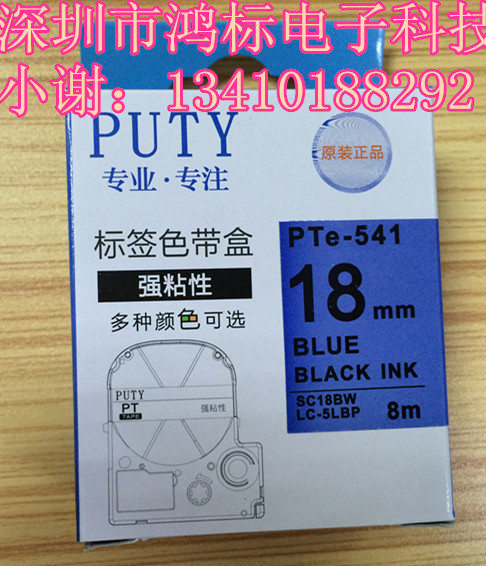 深圳市鸿标电子科技
小谢：13410188292
PUTY
专业·专注
原装正品
标签色带盒
强粘性
多种颜色可选
PTe-541
18mm
BLUE
BLACK INK
SC18BW
LC-5LBP 8m
PUTY
PT
TAPE
强粘性